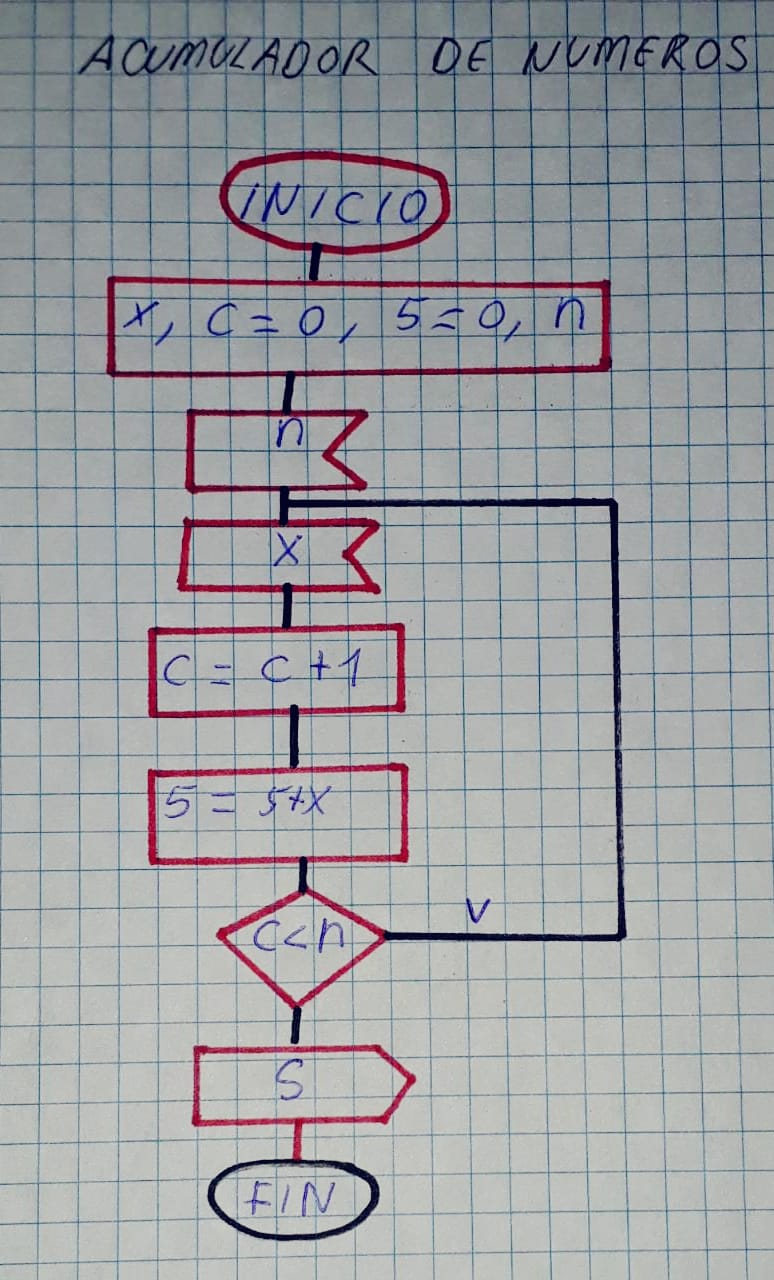 ACUMULADOR DE NUMEROS
INICIO
x, C=0, S=0, n
n
X
C = C+1
S = S+X
C<n
V
S
FIN